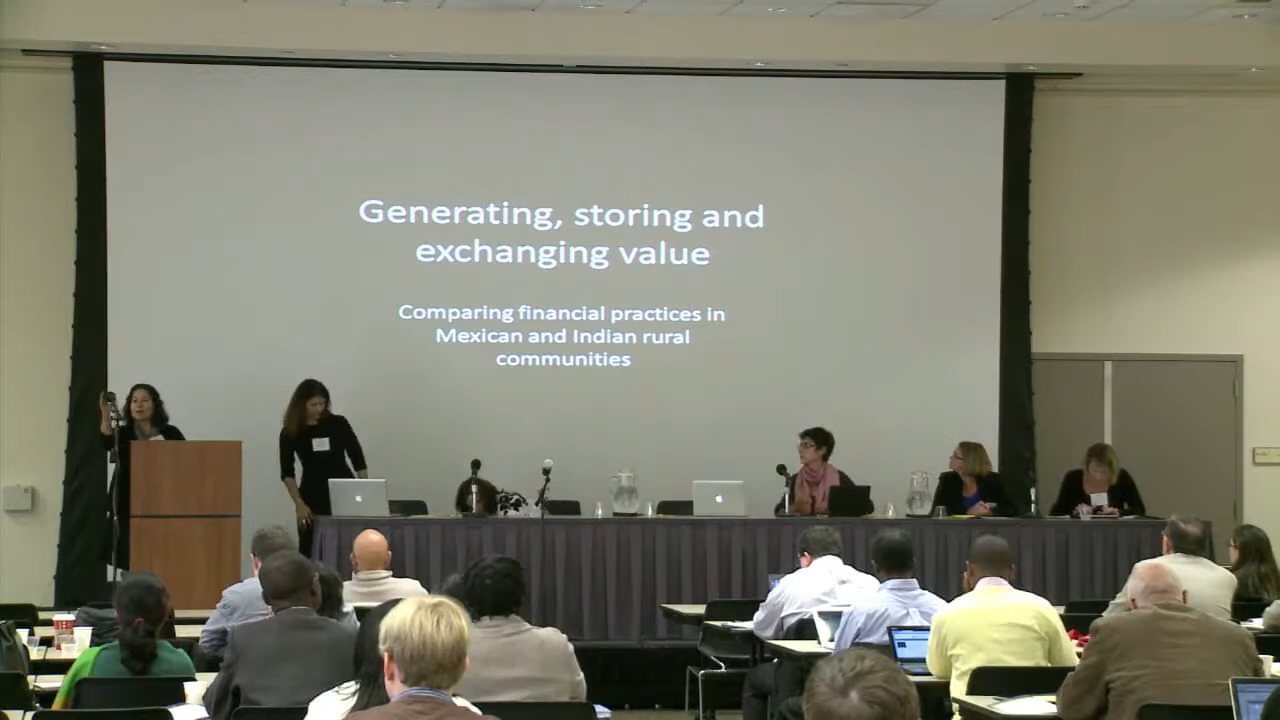 Generating, storing and
exchanging value
Comparing financial practices in
Mexican and Indian rural
communities